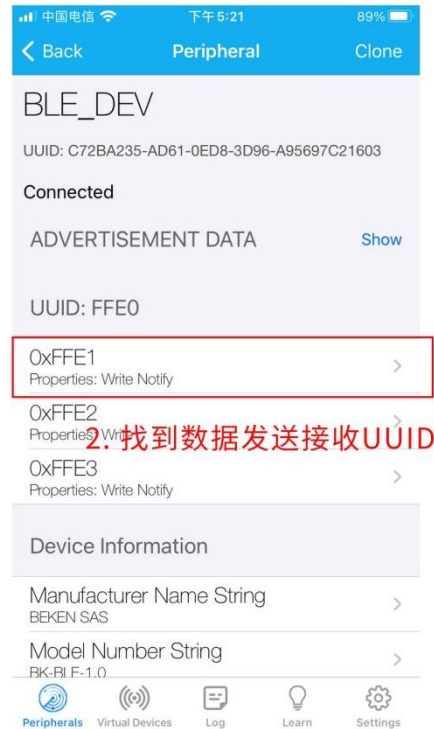 中国电信 下午5:21 89%
Back Peripheral Clone
BLE_DEV
UUID: C72BA235-AD61-0ED8-3D96-A95697C21603
Connected
ADVERTISEMENT DATA Show
UUID: FFE0
0xFFE1
Properties: Write Notify
0xFFE2
Properties: Write
2. 找到数据发送接收UUID
0xFFE3
Properties: Write Notify
Device Information
Manufacturer Name String
BEKEN SAS
Model Number String
BK-BLE-1.0
Peripherals Virtual Devices Log Learn Settings